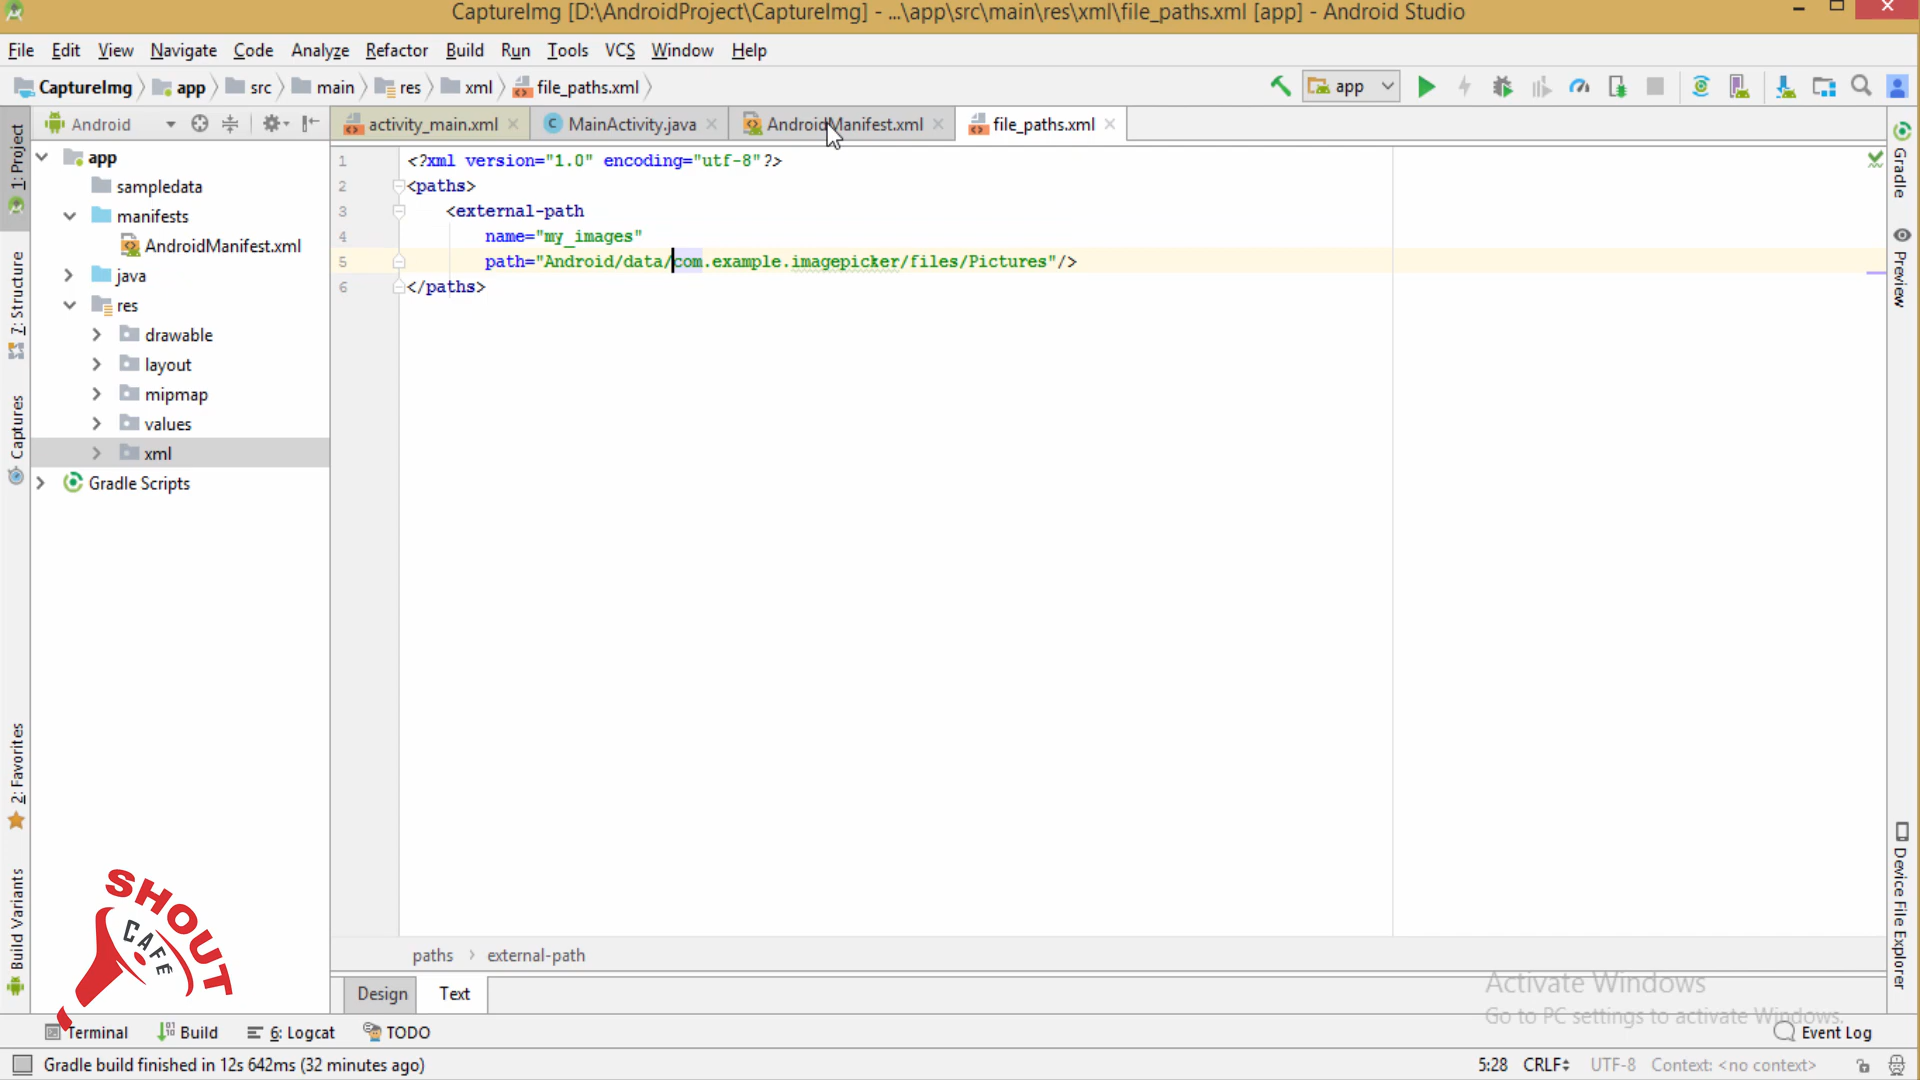 CaptureImg [D:\AndroidProject\CaptureImg] - ...\app\src\main\res\xml\file_paths.xml [app] - Android Studio
File Edit View Navigate Code Analyze Refactor Build Run Tools VCS Window Help
CaptureImg app src main res xml file_paths.xml app
Android activity_main.xml MainActivity.java AndroidManifest.xml file_paths.xml
1: Project
7: Structure
Captures
2: Favorites
Build Variants
app
sampledata
manifests
AndroidManifest.xml
java
res
drawable
layout
mipmap
values
xml
Gradle Scripts
1 <?xml version="1.0" encoding="utf-8"?>
2 <paths>
3 <external-path
4 name="my_images"
5 path="Android/data/com.example.imagepicker/files/Pictures"/>
6 </paths>
Gradle
Preview
Device File Explorer
paths external-path
Design Text
SHOUT
CAFE
Activate Windows
Go to PC settings to activate Windows.
Terminal Build 6: Logcat TODO Event Log
Gradle build finished in 12s 642ms (32 minutes ago) 5:28 CRLF UTF-8 Context: <no context>